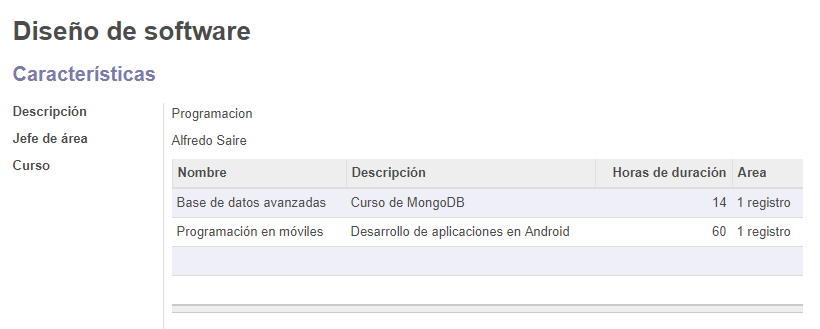 Diseño de software
Características
Descripción Programacion
Jefe de área Alfredo Saire
Curso
Nombre Descripción Horas de duración Area
Base de datos avanzadas Curso de MongoDB 14 1 registro
Programación en móviles Desarrollo de aplicaciones en Android 60 1 registro